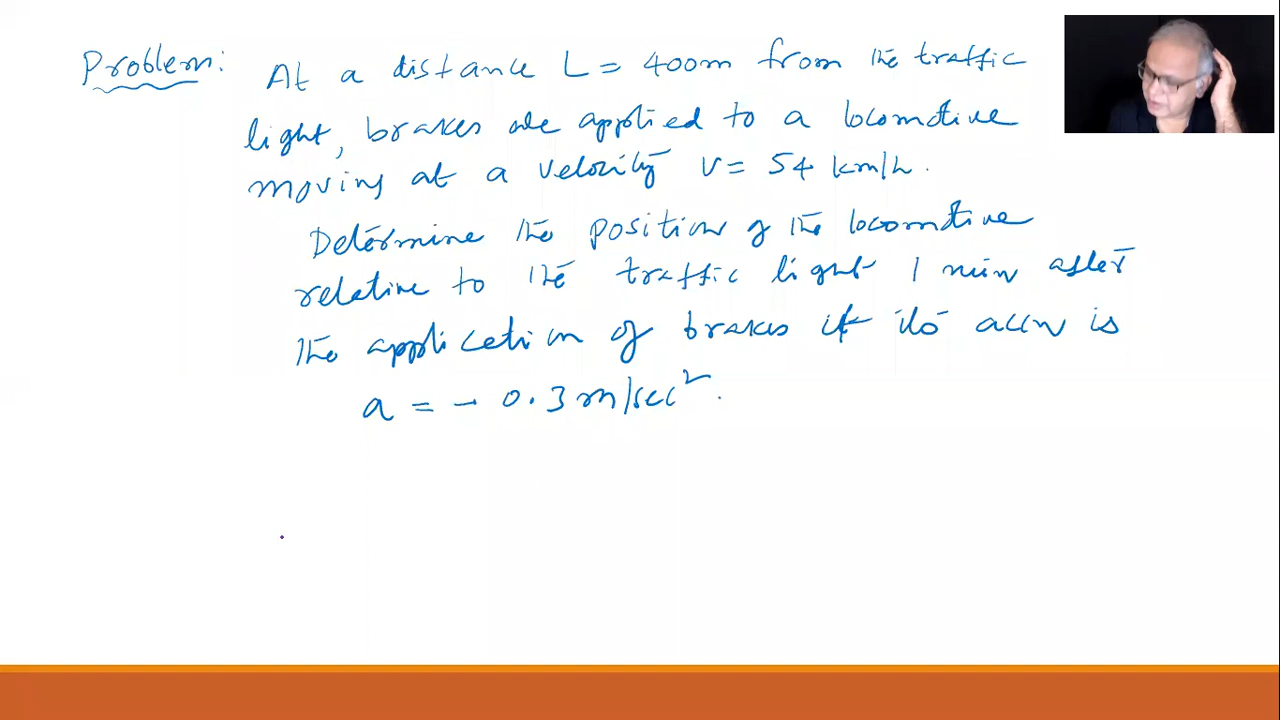 Problem: At a distance L = 400m from the traffic
light, brakes are applied to a locomotive
moving at a velocity v = 54 km/h.
Determine the position of the locomotive
relative to the traffic light 1 min after
the application of brakes if its accn is
a = - 0.3 m/sec².